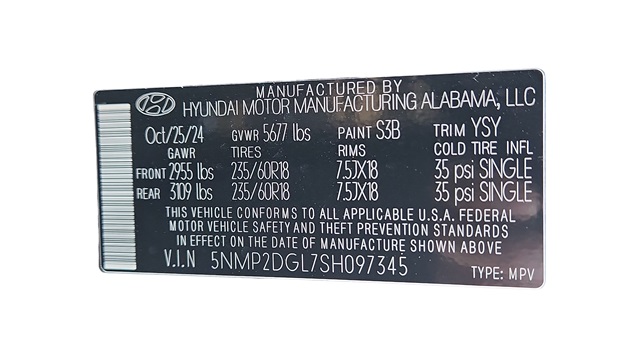 MANUFACTURED BY
HYUNDAI MOTOR MANUFACTURING ALABAMA, LLC
Oct/25/24 GVWR 5677 lbs PAINT S3B TRIM YSY
GAWR TIRES RIMS COLD TIRE INFL
FRONT 2955 lbs 235/60R18 7.5JX18 35 psi SINGLE
REAR 3109 lbs 235/60R18 7.5JX18 35 psi SINGLE
THIS VEHICLE CONFORMS TO ALL APPLICABLE U.S.A. FEDERAL
MOTOR VEHICLE SAFETY AND THEFT PREVENTION STANDARDS
IN EFFECT ON THE DATE OF MANUFACTURE SHOWN ABOVE
V.I.N 5NMP2DGL7SH097345
TYPE: MPV